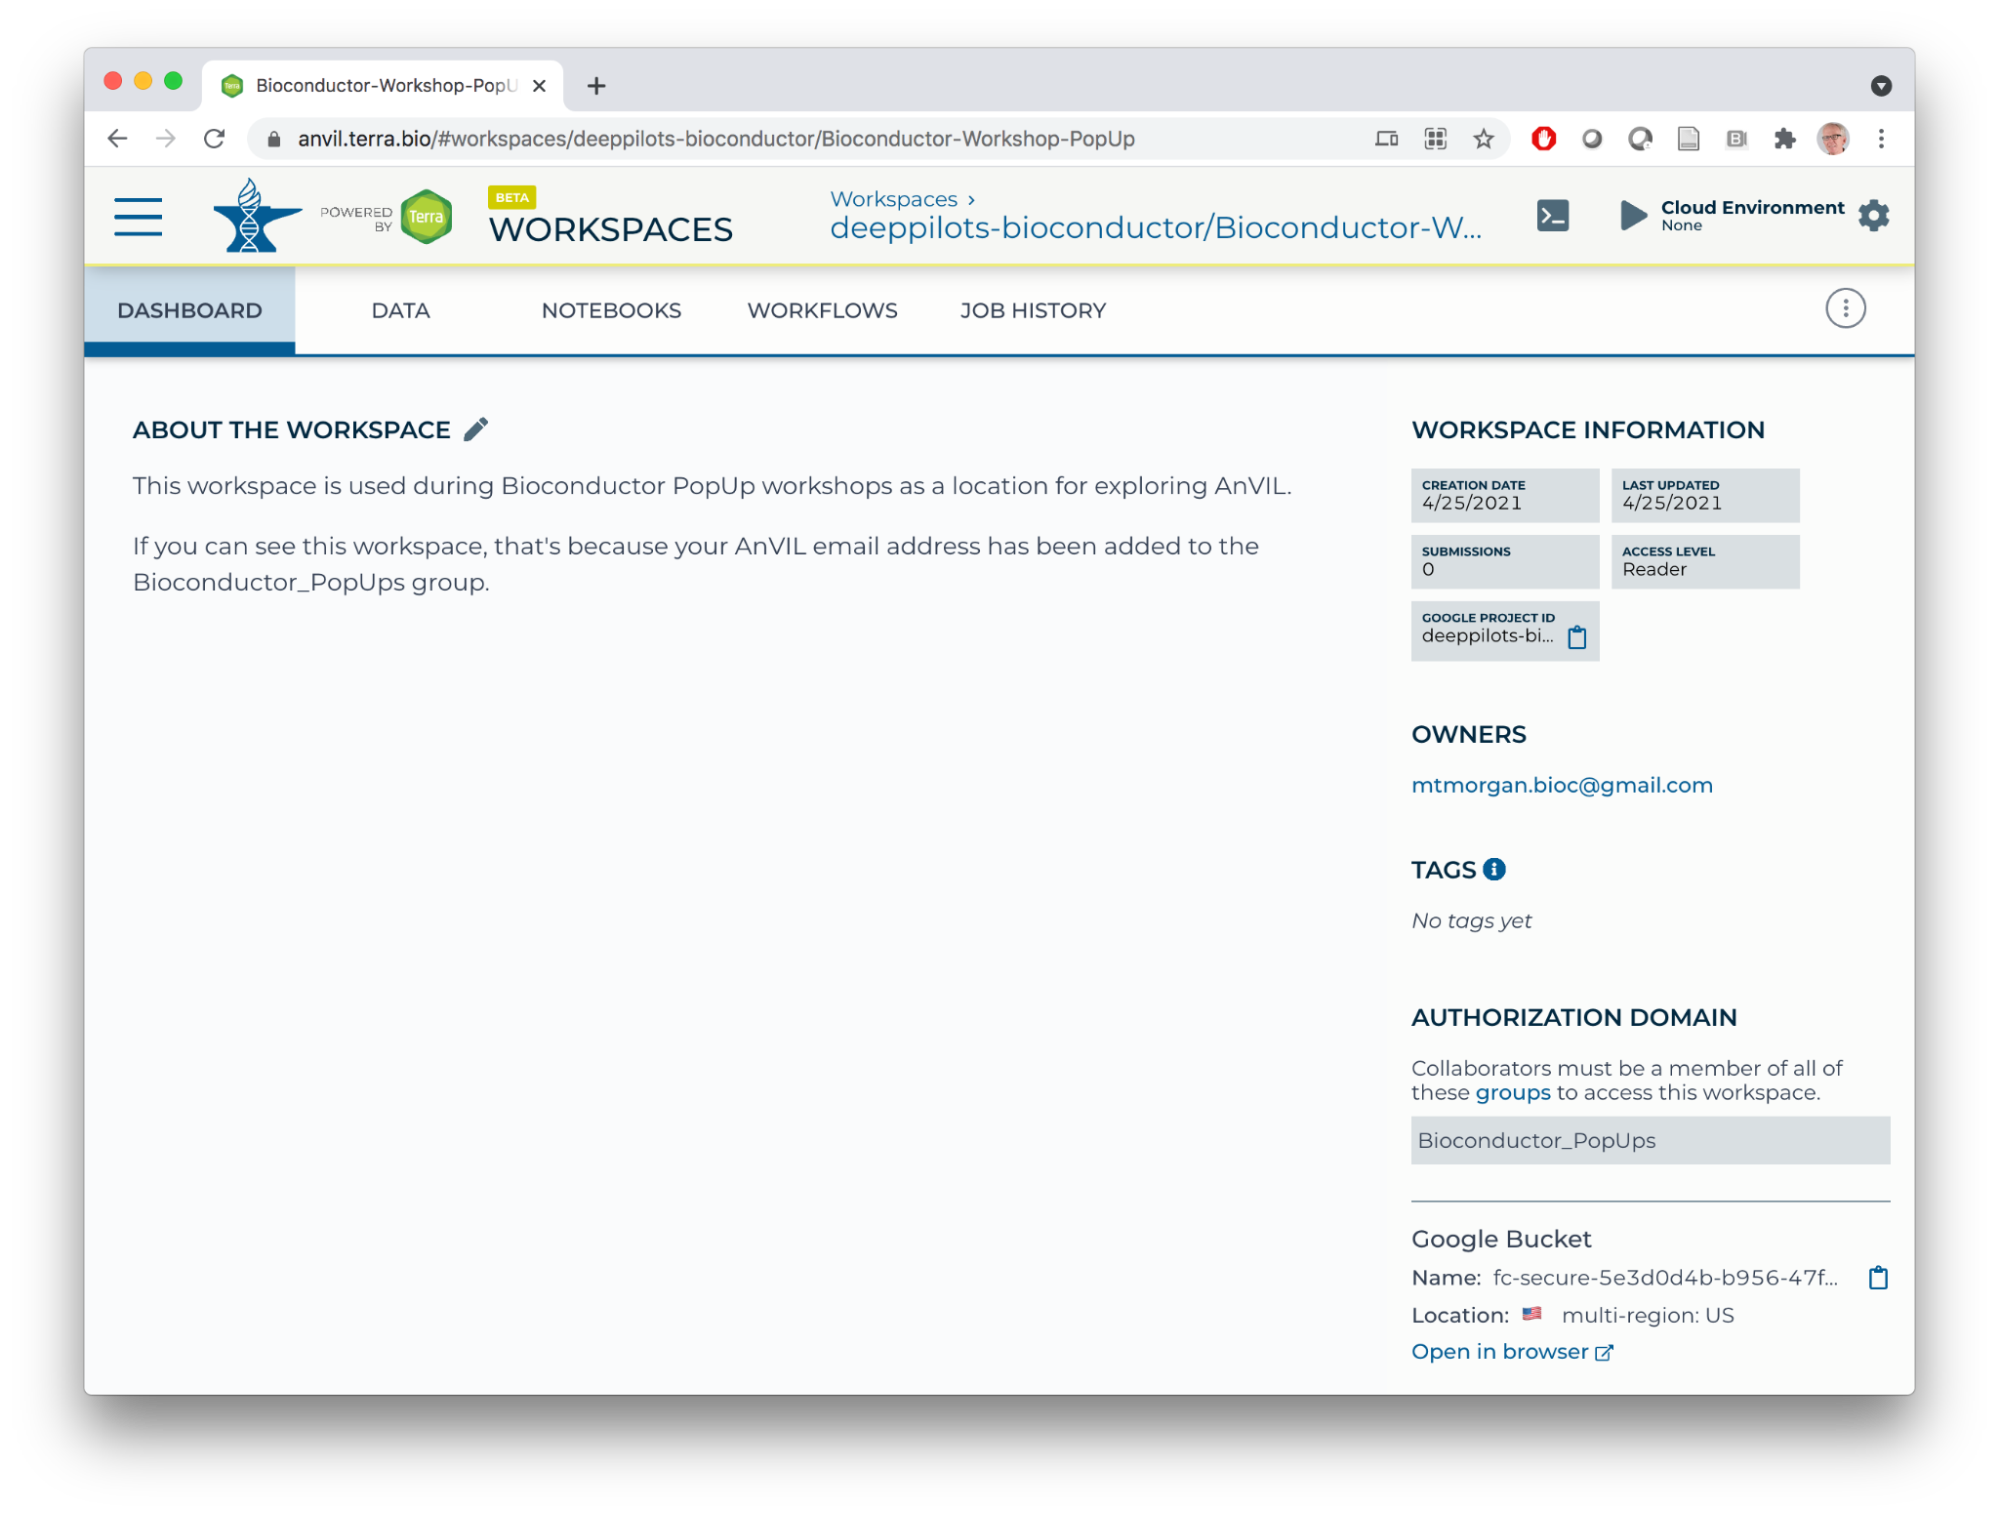 Bioconductor-Workshop-PopU
anvil.terra.bio/#workspaces/deeppilots-bioconductor/Bioconductor-Workshop-PopUp
POWERED
BY
Terra
BETA
WORKSPACES
Workspaces ›
deeppilots-bioconductor/Bioconductor-W...
Cloud Environment
None
DASHBOARD
DATA
NOTEBOOKS
WORKFLOWS
JOB HISTORY
ABOUT THE WORKSPACE
This workspace is used during Bioconductor PopUp workshops as a location for exploring AnVIL.
If you can see this workspace, that's because your AnVIL email address has been added to the
Bioconductor_PopUps group.
WORKSPACE INFORMATION
CREATION DATE
4/25/2021
LAST UPDATED
4/25/2021
SUBMISSIONS
0
ACCESS LEVEL
Reader
GOOGLE PROJECT ID
deeppilots-bi...
OWNERS
mtmorgan.bioc@gmail.com
TAGS
No tags yet
AUTHORIZATION DOMAIN
Collaborators must be a member of all of
these groups to access this workspace.
Bioconductor_PopUps
Google Bucket
Name: fc-secure-5e3d0d4b-b956-47f...
Location: multi-region: US
Open in browser